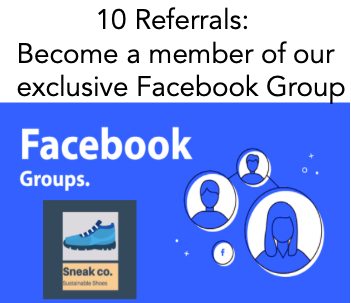 10 Referrals:
Become a member of our
exclusive Facebook Group
Facebook
Groups.
f
Sneak co.
Sustainable Shoes